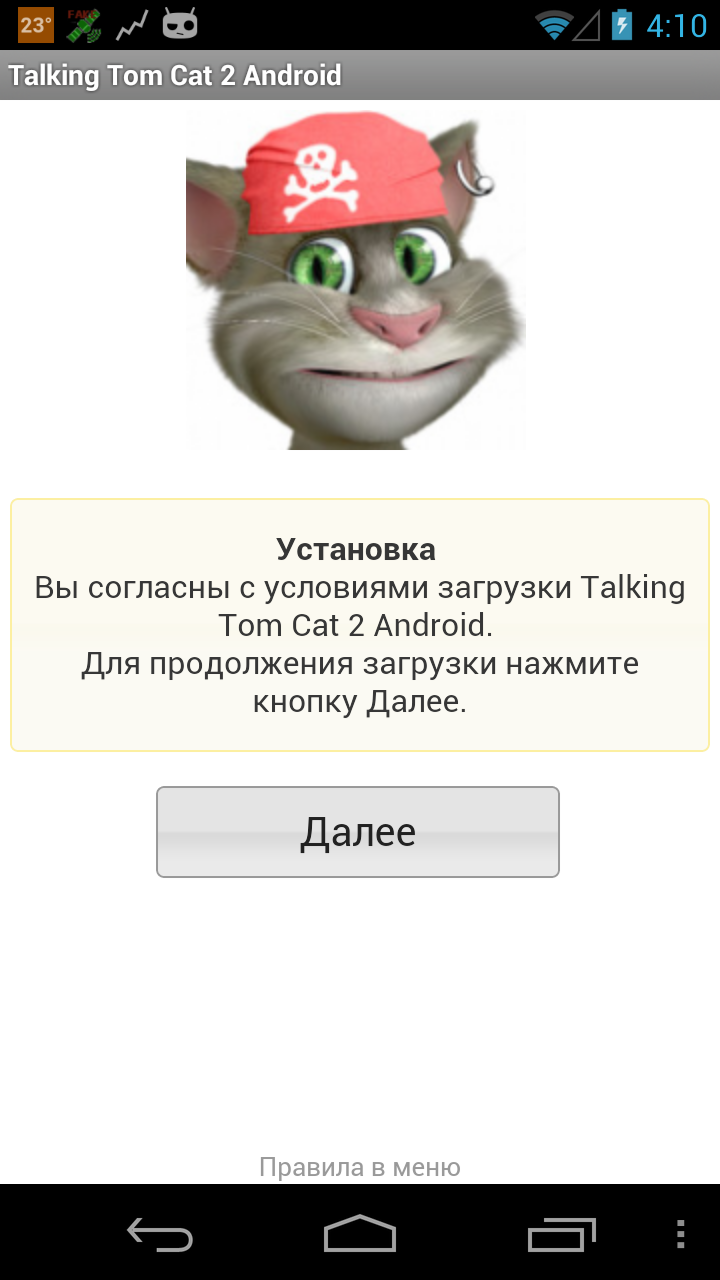 23°
FAKE
4:10
Talking Tom Cat 2 Android
Установка
Вы согласны с условиями загрузки Talking
Tom Cat 2 Android.
Для продолжения загрузки нажмите
кнопку Далее.
Далее
Правила в меню